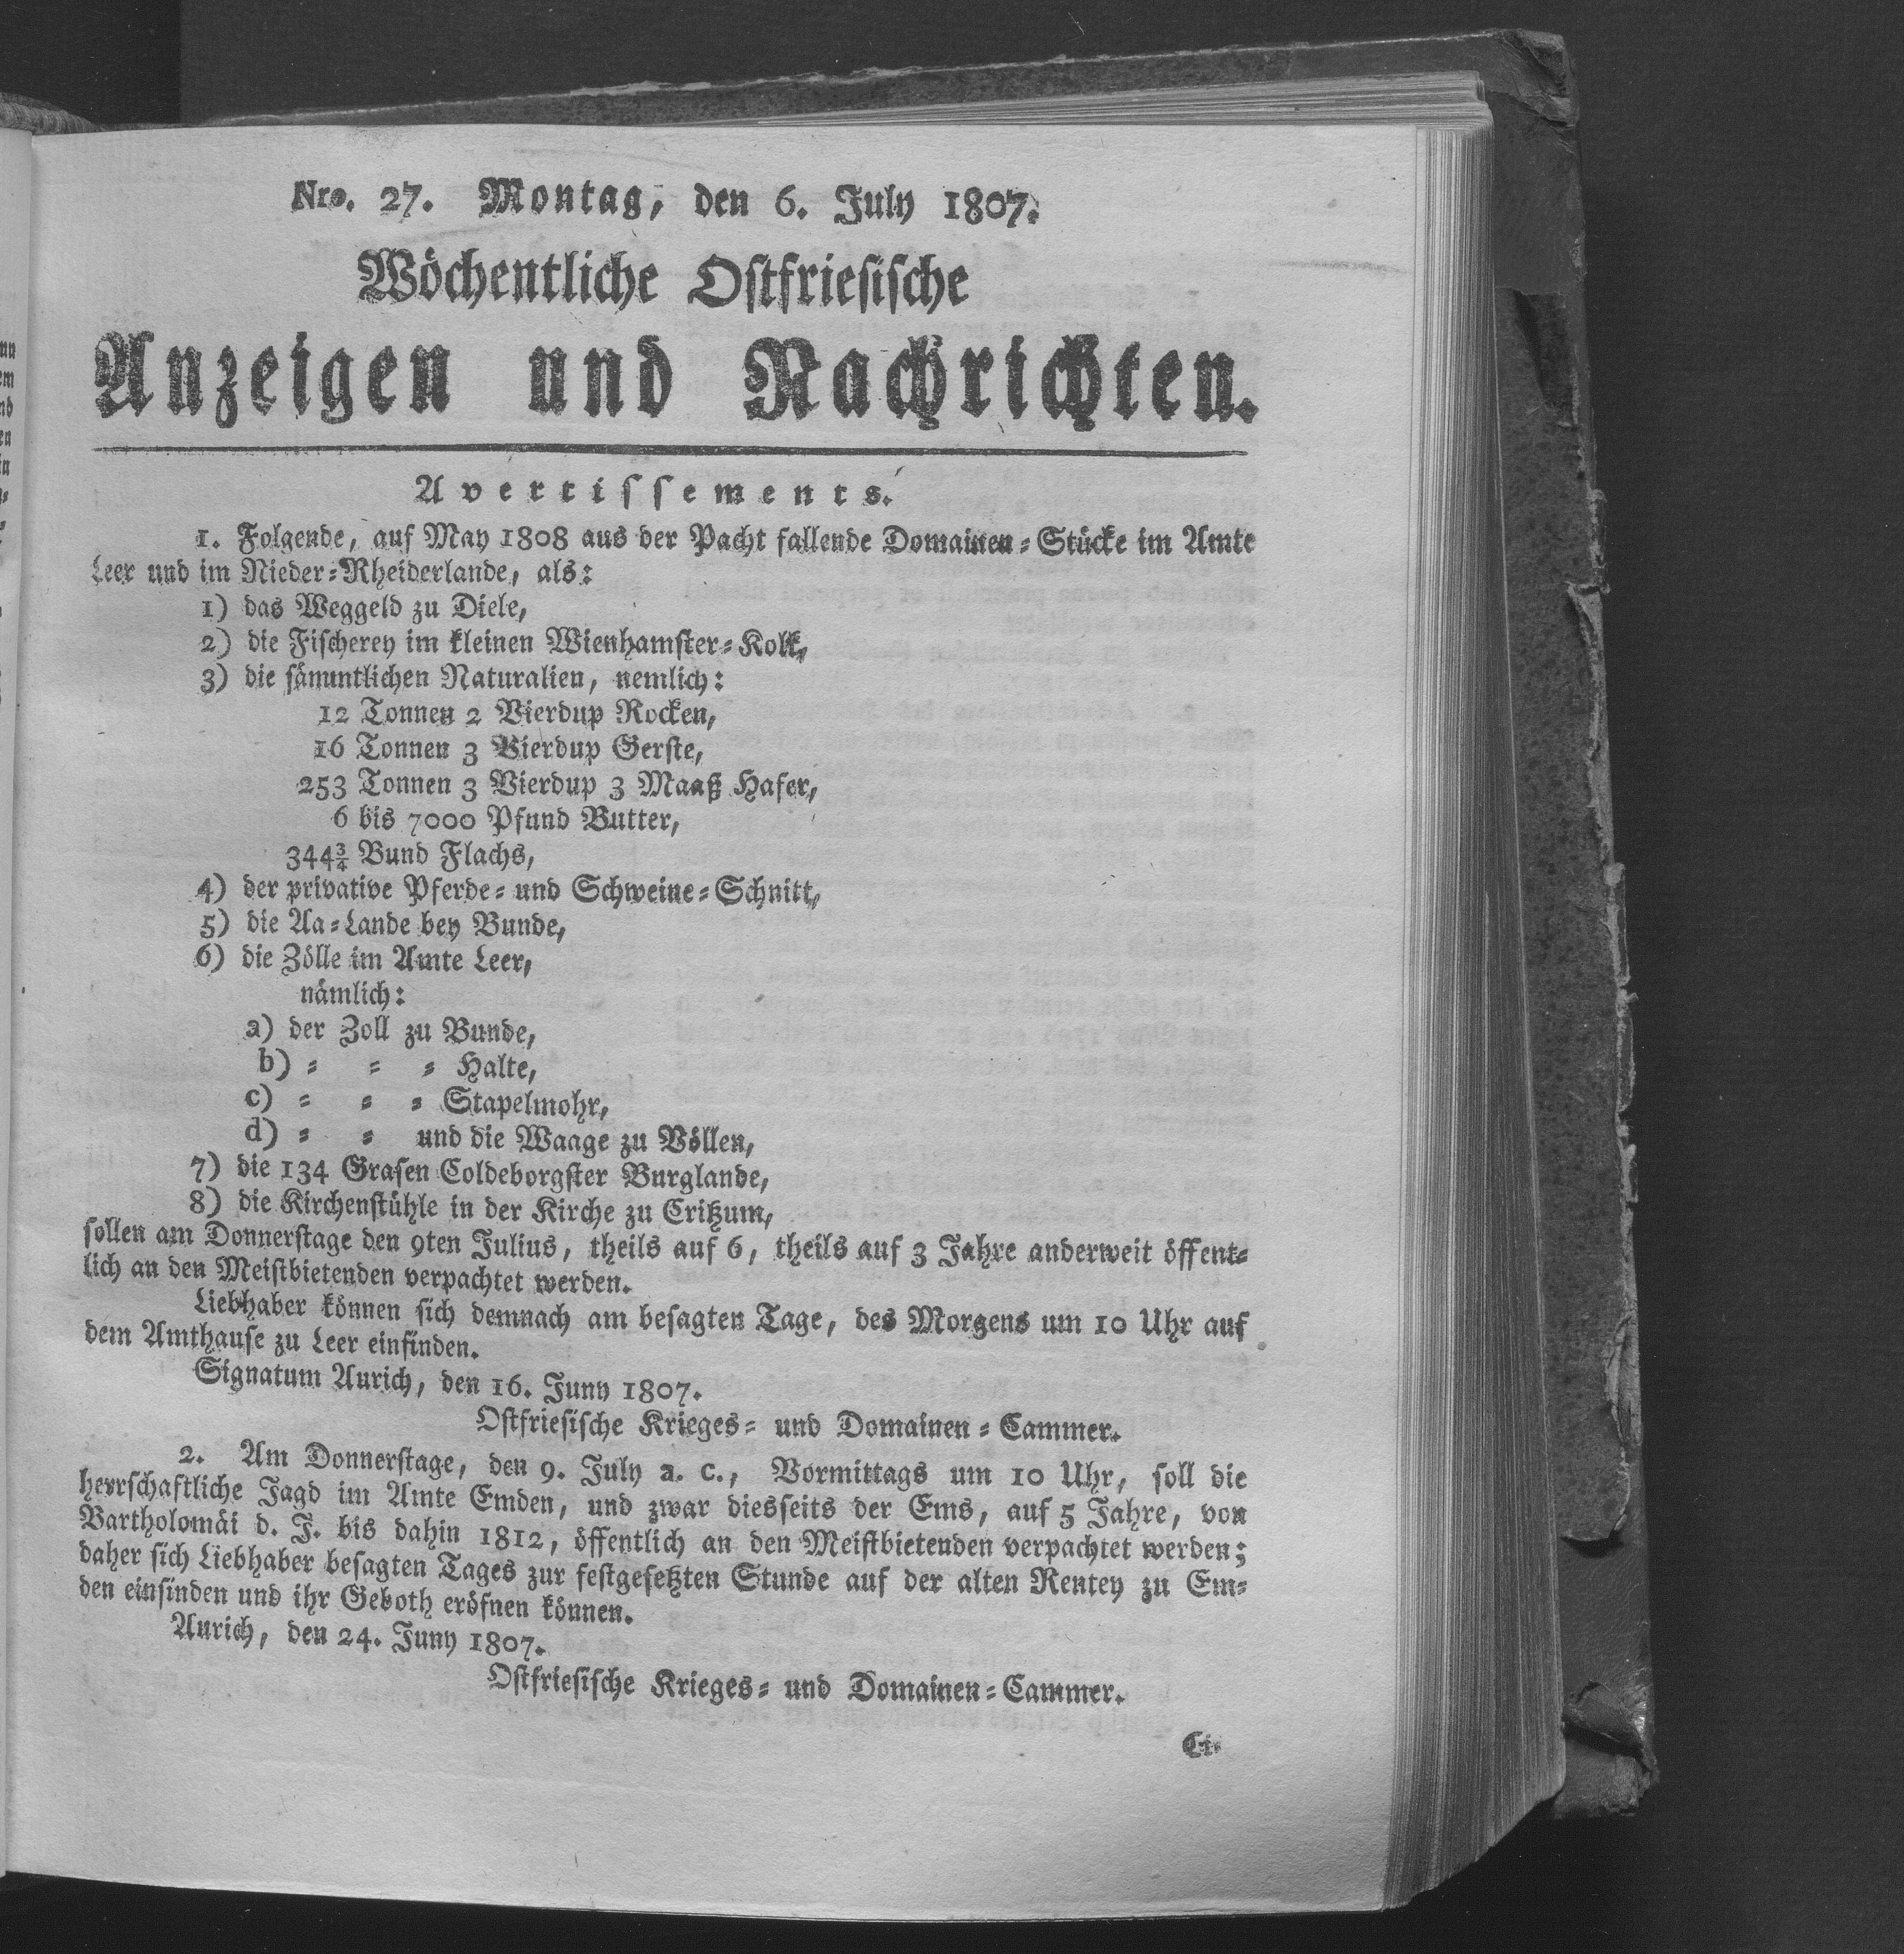 Nro. 27. Montag, den 6. July 1807.
Wöchentliche Ostfriesische
Anzeigen und Nachrichten.
Avertissements.
1. Folgende, auf May 1808 aus der Pacht fallende Domainen-Stücke im Amte
Leer und im Nieder-Rheiderlande, als:
1) das Weggeld zu Diele,
2) die Fischerey im kleinen Wienhamster-Kolk,
3) die sämmtlichen Naturalien, nemlich:
12 Tonnen 2 Vierdup Rocken,
16 Tonnen 3 Vierdup Gerste,
253 Tonnen 3 Vierdup 3 Maaß Hafer,
6 bis 7000 Pfund Butter,
344¾ Bund Flachs,
4) der privative Pferde- und Schweine-Schnitt,
5) die Aa-Lande bey Bunde,
6) die Zölle im Amte Leer,
nämlich:
a) der Zoll zu Bunde,
b) = = = Halte,
c) = = = Stapelmohr,
d) = = und die Waage zu Völlen,
7) die 134 Grasen Coldeborgster Burglande,
8) die Kirchenstühle in der Kirche zu Critzum,
sollen am Donnerstage den 9ten Julius, theils auf 6, theils auf 3 Jahre anderweit öffent-
lich an den Meistbietenden verpachtet werden.
Liebhaber können sich demnach am besagten Tage, des Morgens um 10 Uhr auf
dem Amthause zu Leer einfinden.
Signatum Aurich, den 16. Juny 1807.
Ostfriesische Krieges- und Domainen-Cammer.
2. Am Donnerstage, den 9. July a. c., Vormittags um 10 Uhr, soll die
herrschaftliche Jagd im Amte Emden, und zwar diesseits der Ems, auf 5 Jahre, von
Bartholomäi d. J. bis dahin 1812, öffentlich an den Meistbietenden verpachtet werden;
daher sich Liebhaber besagten Tages zur festgesetzten Stunde auf der alten Rentey zu Em-
den einfinden und ihr Geboth eröfnen können.
Aurich, den 24. Juny 1807.
Ostfriesische Krieges- und Domainen-Cammer.